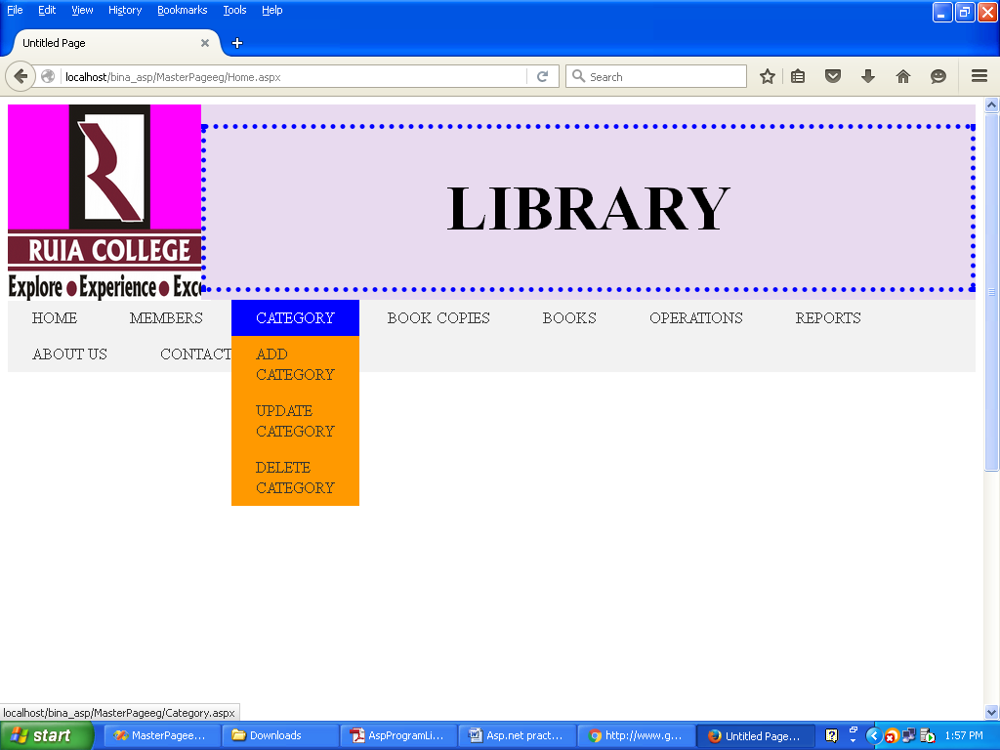 File Edit View History Bookmarks Tools Help
Untitled Page
localhost/bina_asp/MasterPageeg/Home.aspx
Search
LIBRARY
RUIA COLLEGE
Explore ● Experience ● Exce
HOME MEMBERS CATEGORY BOOK COPIES BOOKS OPERATIONS REPORTS
ABOUT US CONTACT
ADD
CATEGORY
UPDATE
CATEGORY
DELETE
CATEGORY
localhost/bina_asp/MasterPageeg/Category.aspx
start MasterPagee... Downloads AspProgramLi... Asp.net pract... http://www.g... Untitled Page... 1:57 PM